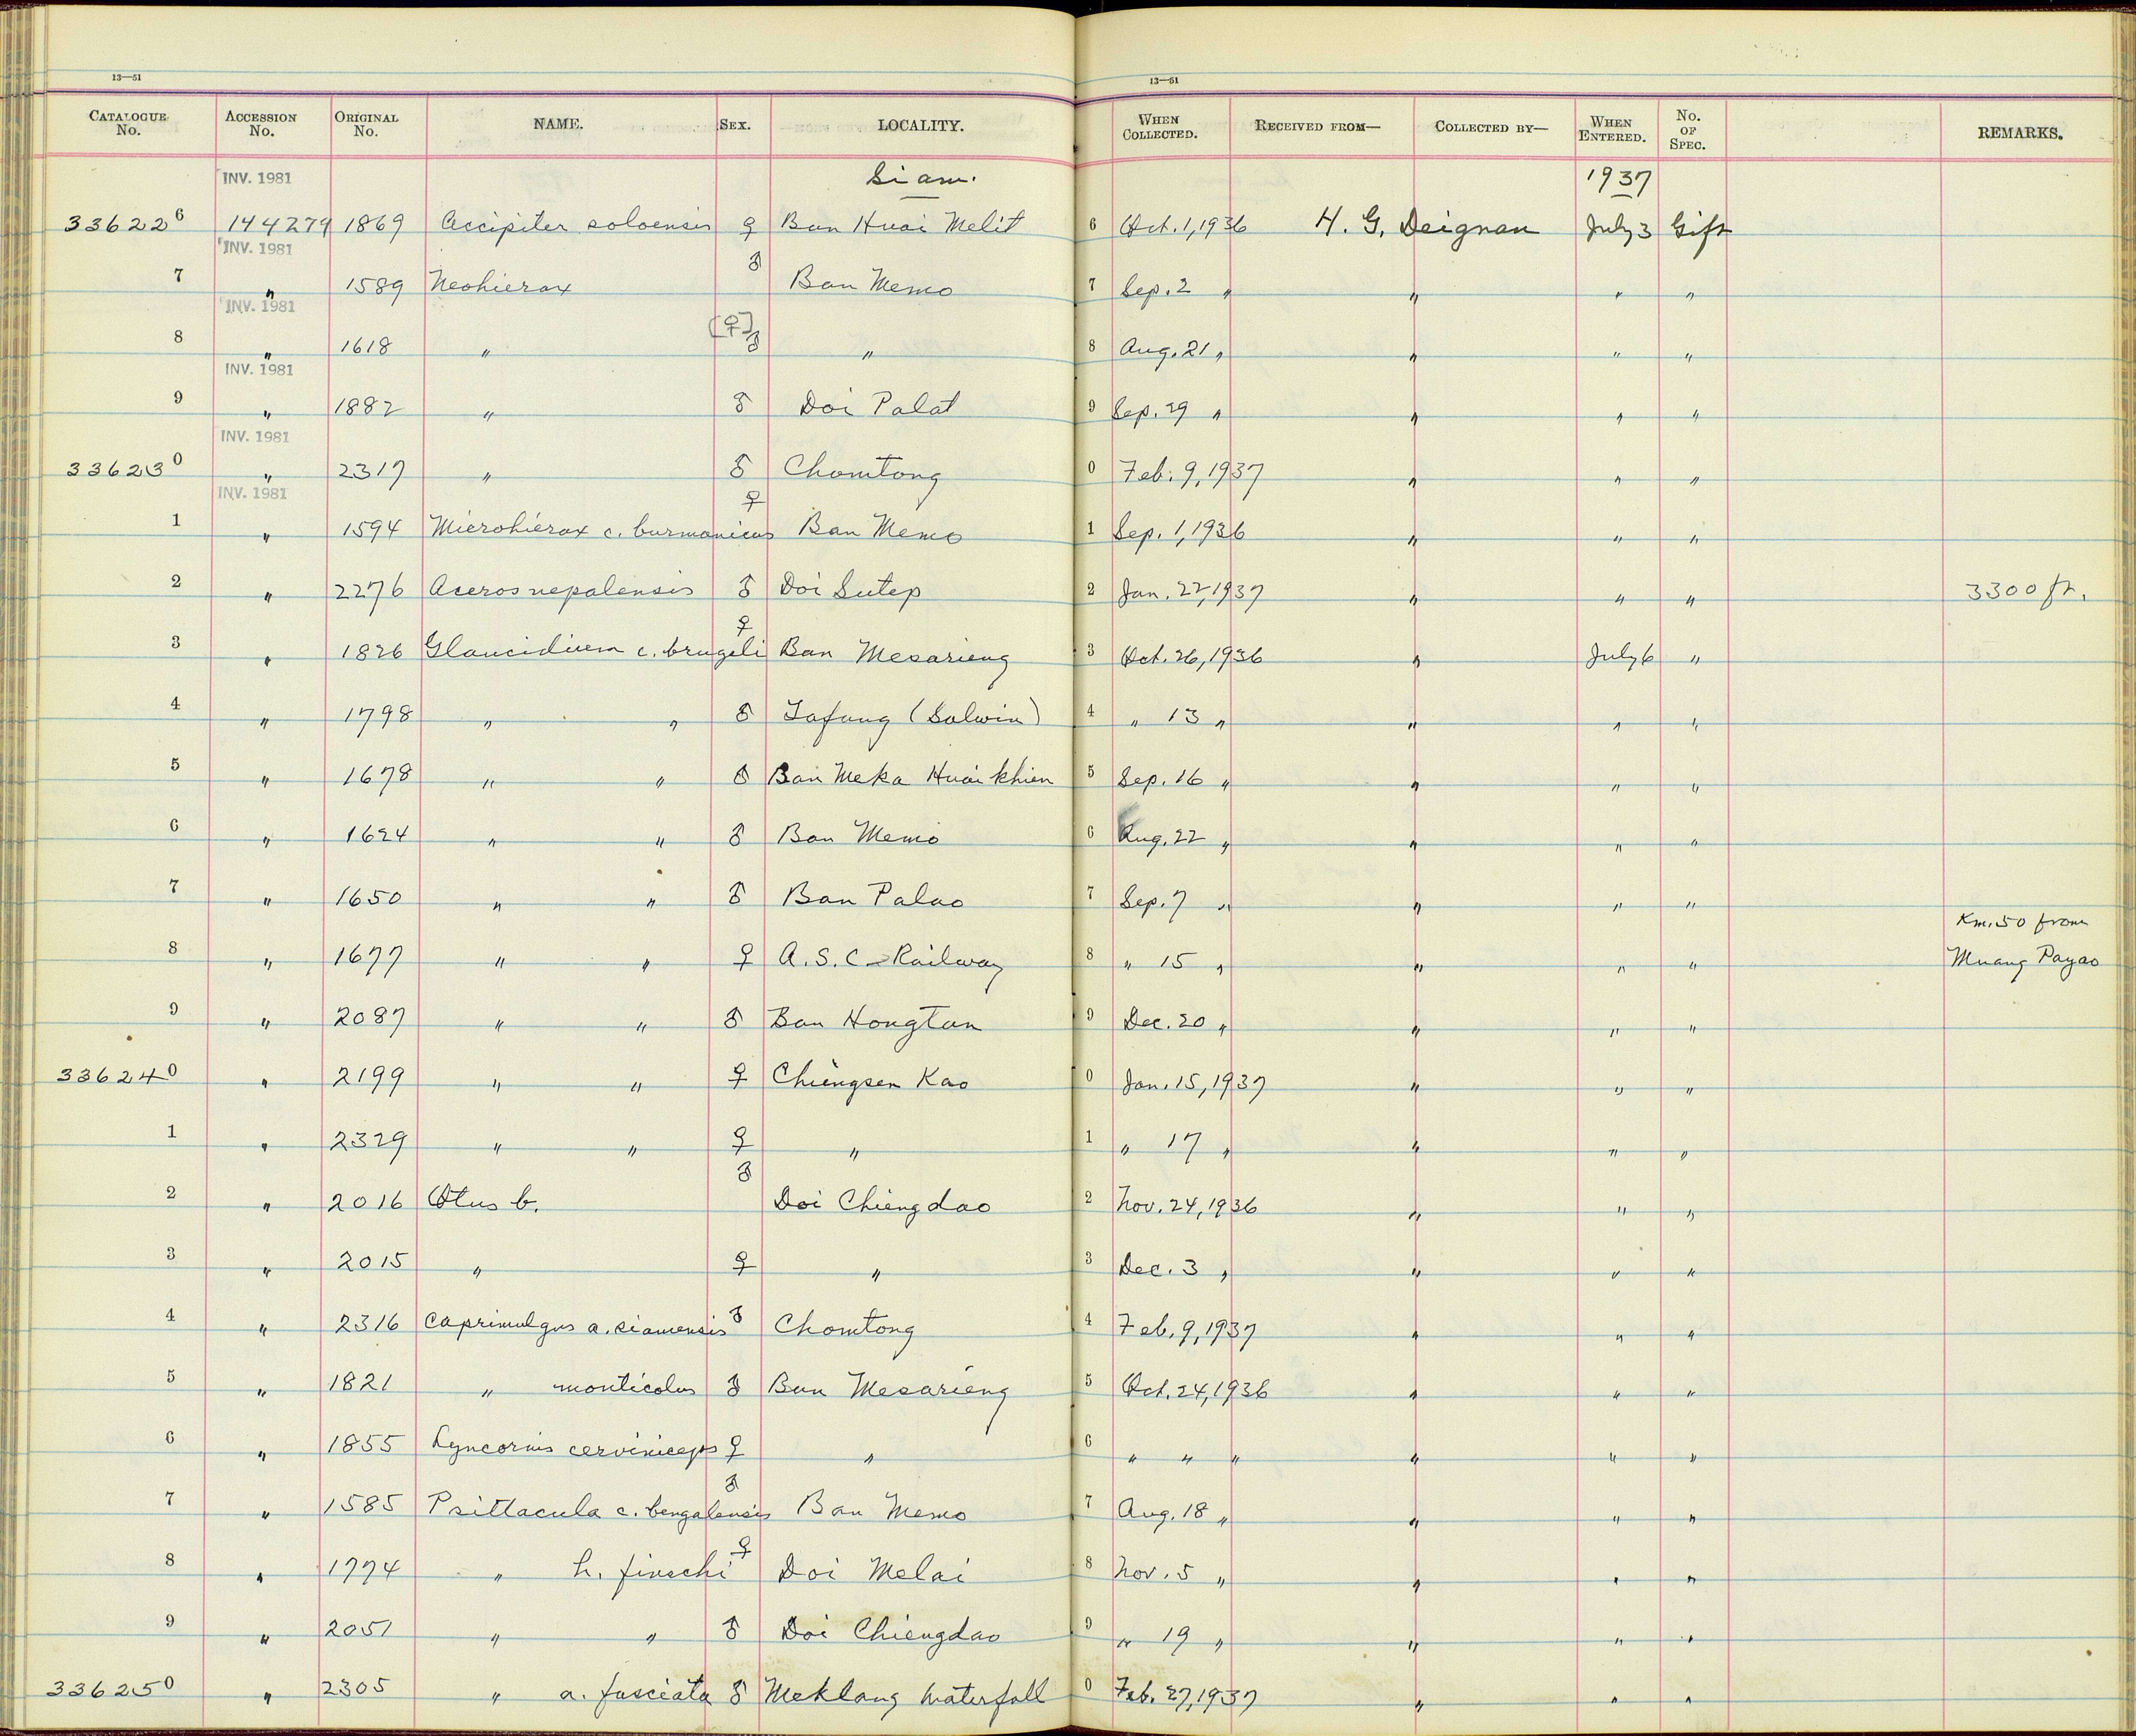 13—51 13—51
CATALOGUE No. ACCESSION No. ORIGINAL No. NAME. SEX. LOCALITY. WHEN COLLECTED. RECEIVED FROM— COLLECTED BY— WHEN ENTERED. No. OF SPEC. REMARKS.
INV. 1981 Siam. 1937
336226 144279 1869 Accipiter soloensis ♀ Ban Huai Melit 6 Oct. 1, 1936 H. G. Deignan July 3 Gift
INV. 1981
7 " 1589 Neohierax ♂ Ban Memo 7 Sep. 2 " " " "
INV. 1981
8 " 1618 " [♀] ♂ " 8 Aug. 21 " " " "
INV. 1981
9 " 1882 " ♂ Doi Palat 9 Sep. 29 " " " "
INV. 1981
336230 " 2317 " ♂ Chomtong 0 Feb. 9, 1937 " " "
INV. 1981
1 " 1594 Microhierax c. burmanicus ♀ Ban Memo 1 Sep. 1, 1936 " " "
2 " 2276 Aceros nepalensis ♂ Doi Sutep 2 Jan. 22, 1937 " " " 3300 ft.
3 " 1826 Glaucidium c. brugeli ♀ Ban Mesarieng 3 Oct. 26, 1936 " July 6 "
4 " 1798 " " ♂ Tafang (Salwin) 4 " 13 " " " "
5 " 1678 " " ♂ Ban Meka Huai khien 5 Sep. 16 " " " "
6 " 1624 " " ♂ Ban Memo 6 Aug. 22 " " " "
7 " 1650 " " ♂ Ban Palao 7 Sep. 7 " " " "
8 " 1677 " " ♀ A. S. C - Railway 8 " 15 " " " " Km. 50 from
Muang Payao
9 " 2087 " " ♂ Ban Hongtan 9 Dec. 20 " " " "
336240 " 2199 " " ♀ Chiengsen Kao 0 Jan. 15, 1937 " " "
1 " 2329 " " ♀ " 1 " 17 " " " "
2 " 2016 Otus b. ♂ Doi Chiengdao 2 Nov. 24, 1936 " " "
3 " 2015 " ♀ " 3 Dec. 3 " " " "
4 " 2316 Caprimulgus a. siamensis ♂ Chomtong 4 Feb. 9, 1937 " " "
5 " 1821 " monticolus ♂ Ban Mesarieng 5 Oct. 24, 1936 " " "
6 " 1855 Lyncornis cerviniceps ♀ " 6 " " " " " "
7 " 1585 Psittacula c. bengalensis ♂ Ban Memo 7 Aug. 18 " " " "
8 " 1774 " h. finschi ♀ Doi Melai 8 Nov. 5 " " " "
9 " 2051 " " ♂ Doi Chiengdao 9 " 19 " " " "
336250 " 2305 " a. fasciata ♂ Meklang Waterfall 0 Feb. 27, 1937 " " "